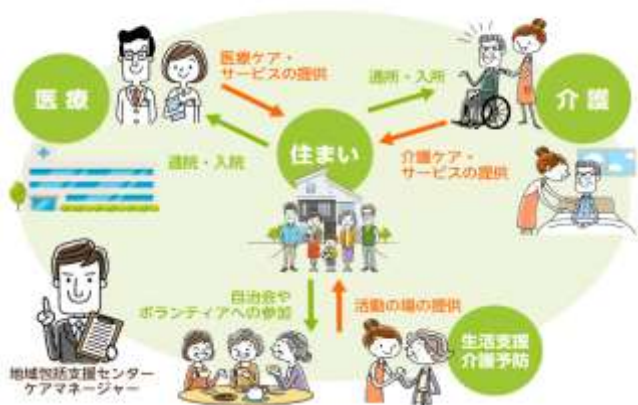 医療ケア・
サービスの提供
医療
通所・入所
介護
住まい
通院・入院
介護ケア・
サービスの提供
自治会や
ボランティアへの参加
活動の場の提供
生活支援
介護予防
地域包括支援センター
ケアマネージャー